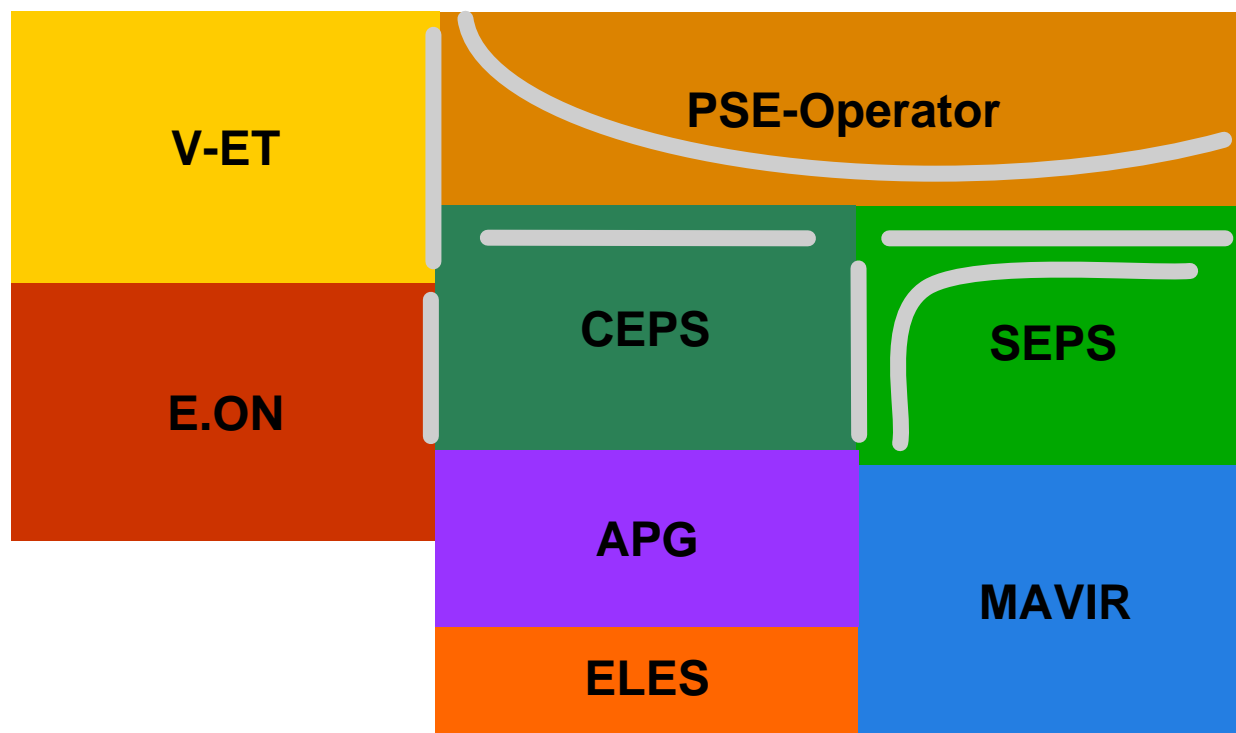 V-ET
PSE-Operator
CEPS
SEPS
E.ON
APG
MAVIR
ELES